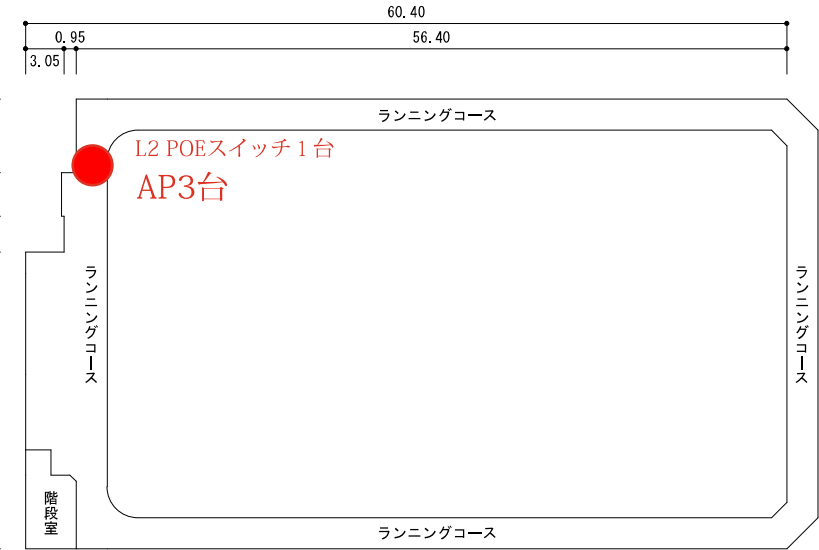 60.40
0.95
56.40
3.05
ランニングコース
L2 POEスイッチ1台
AP3台
ランニングコース
ランニングコース
階段室
ランニングコース